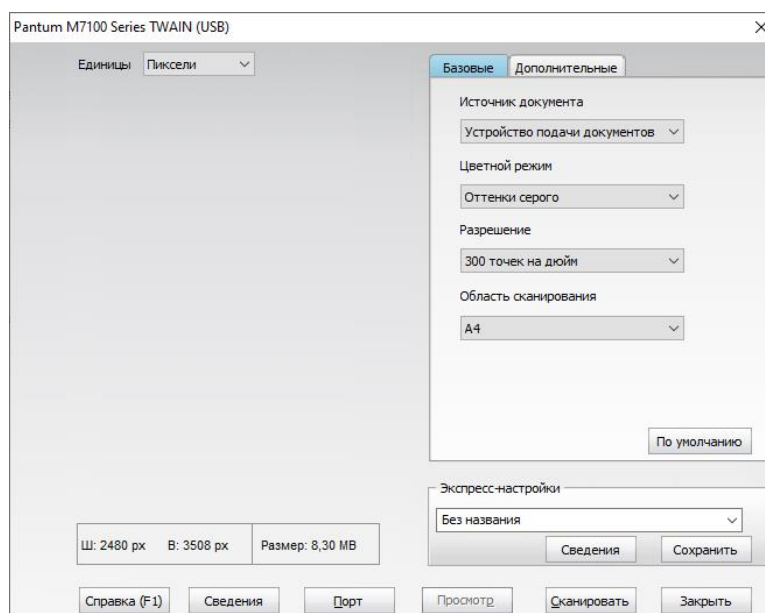 Pantum M7100 Series TWAIN (USB)
Единицы Пиксели
Базовые Дополнительные
Источник документа
Устройство подачи документов
Цветной режим
Оттенки серого
Разрешение
300 точек на дюйм
Область сканирования
A4
По умолчанию
Экспресс-настройки
Без названия
Сведения Сохранить
Ш: 2480 px В: 3508 px Размер: 8,30 MB
Справка (F1) Сведения Порт Просмотр Сканировать Закрыть